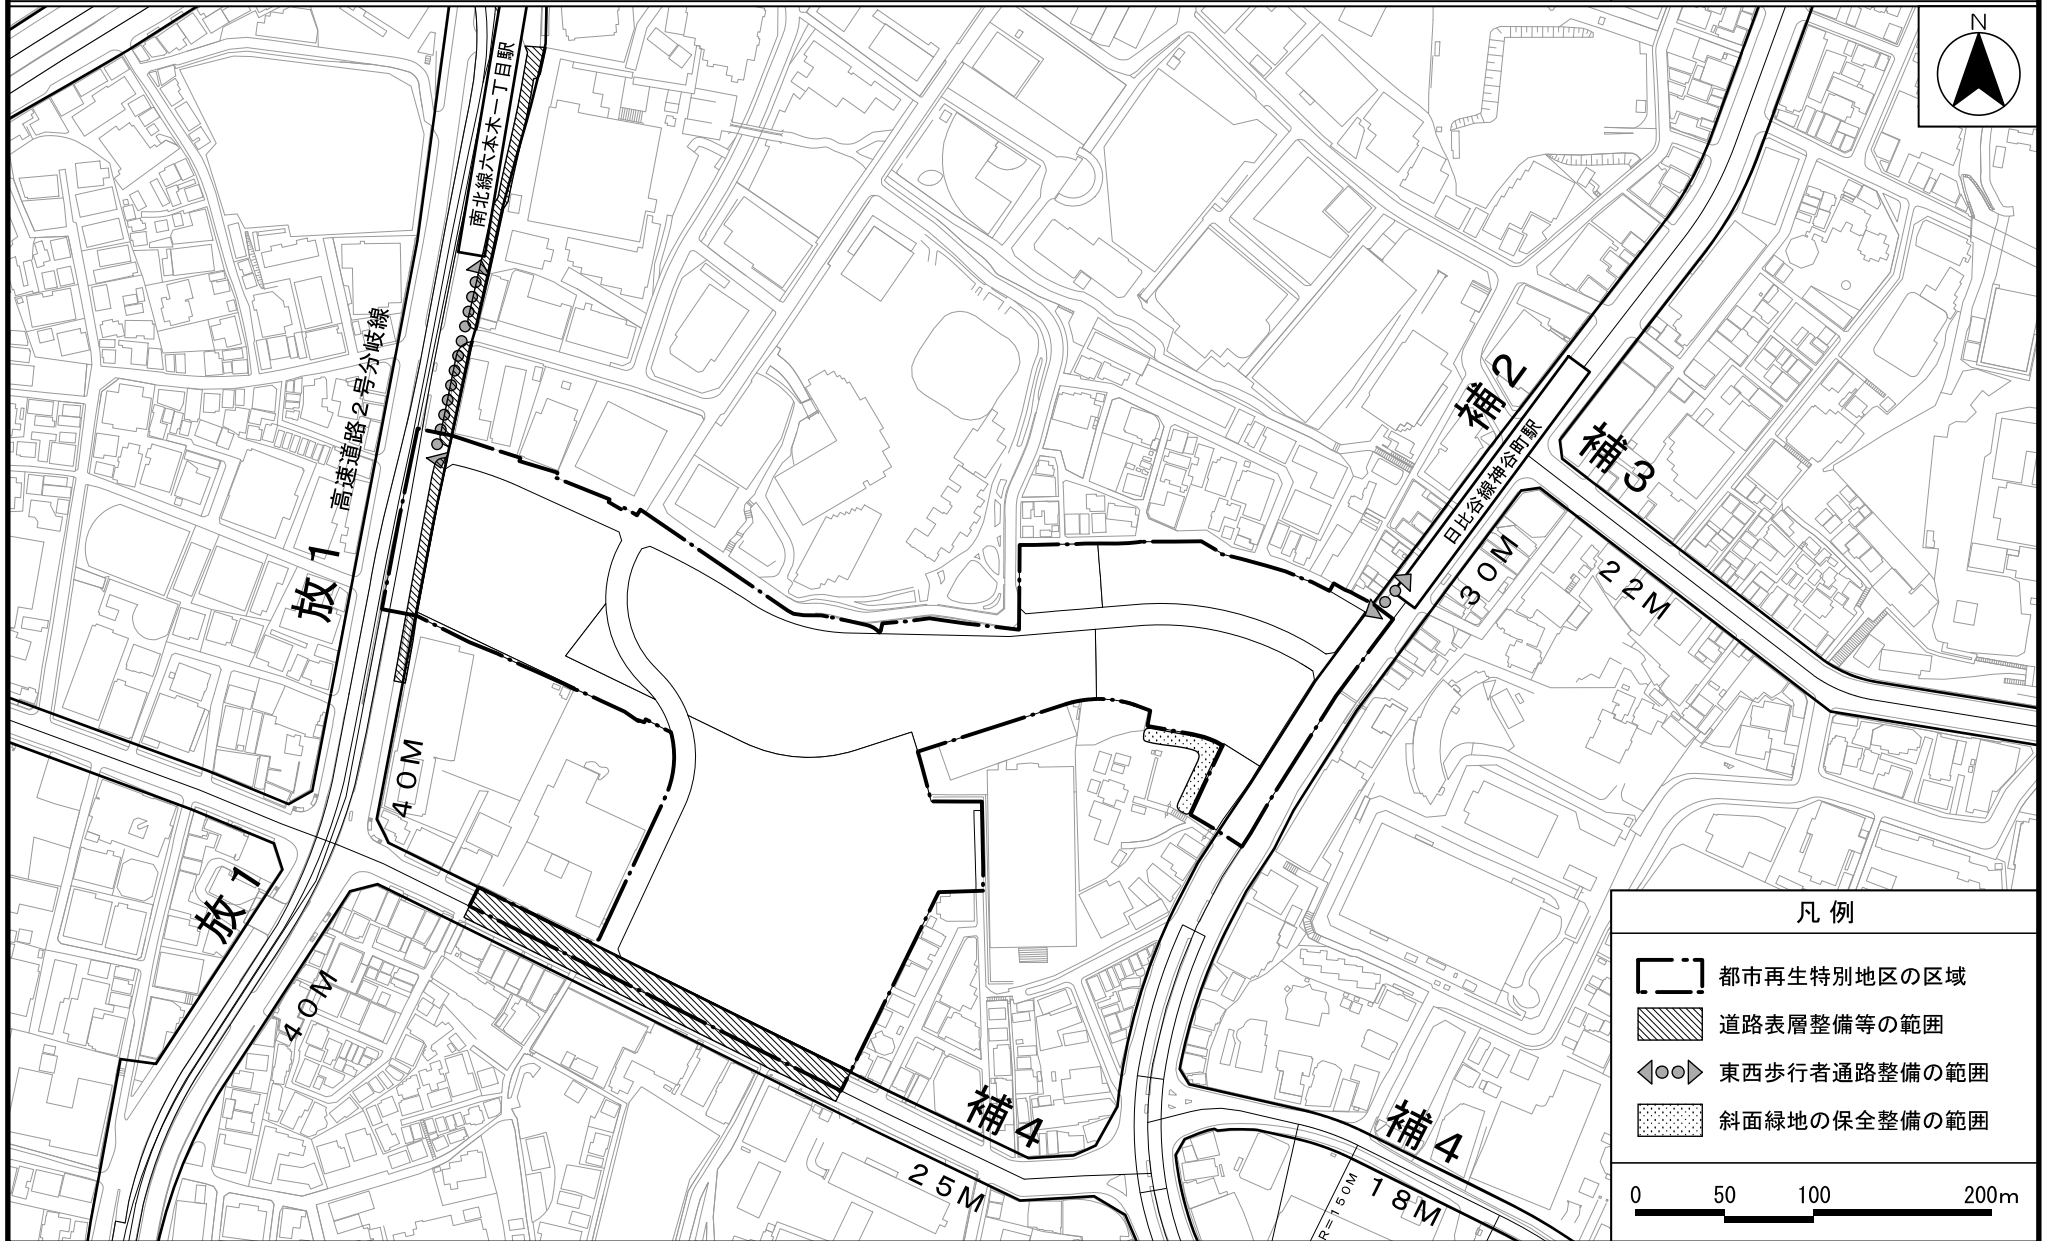 N
南北線六本木一丁目駅
高速道路2号分岐線
補2
補3
日比谷線神谷町駅
放1
30M
22M
40M
放1
40M
補4
補4
25M
18M
R=150M
凡例
都市再生特別地区の区域
道路表層整備等の範囲
東西歩行者通路整備の範囲
斜面緑地の保全整備の範囲
0 50 100 200m